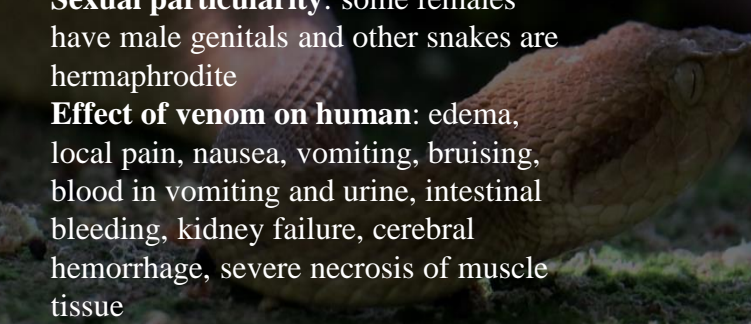 Sexual particularity: some females
have male genitals and other snakes are
hermaphrodite
Effect of venom on human: edema,
local pain, nausea, vomiting, bruising,
blood in vomiting and urine, intestinal
bleeding, kidney failure, cerebral
hemorrhage, severe necrosis of muscle
tissue